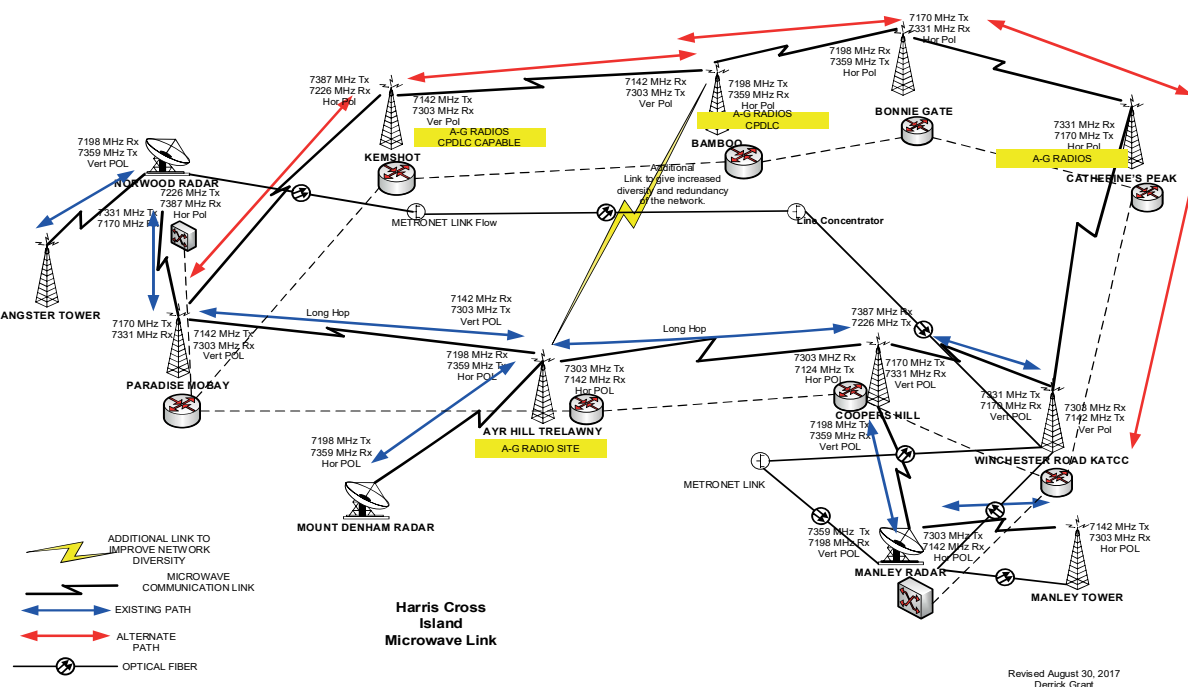 7170 MHz Tx
7331 MHz Rx
Hor Pol
7198 MHz Rx
7359 MHz Tx
Hor Pol
BONNIE GATE
7387 MHz Tx
7226 MHz Rx
Hor Pol
7142 MHz Tx
7303 MHz Rx
Ver Pol
A-G RADIOS
CPDLC CAPABLE
KEMSHOT
7142 MHz Rx
7303 MHz Tx
Ver Pol
7198 MHz Tx
7359 MHz Rx
Hor Pol
A-G RADIOS
CPDLC
BAMBOO
7331 MHz Rx
7170 MHz Tx
Hor Pol
A-G RADIOS
CATHERINE'S PEAK
7198 MHz Rx
7359 MHz Tx
Vert POL
NORWOOD RADAR
7226 MHz Tx
7387 MHz Rx
Hor Pol
7331 MHz Tx
7170 MHz
Additional
Link to give increased
diversity and redundancy
of the network.
METRONET LINK Flow
Line Concentrator
ANGSTER TOWER
7170 MHz Tx
7331 MHz Rx
7142 MHz Tx
7303 MHz Rx
Vert POL
PARADISE MOBAY
Long Hop
7142 MHz Rx
7303 MHz Tx
Vert POL
7198 MHz Rx
7359 MHz Tx
Hor POL
7303 MHz Tx
7142 MHz Rx
Hor POL
AYR HILL TRELAWNY
A-G RADIO SITE
Long Hop
7387 MHz Rx
7226 MHz Tx
7303 MHZ Rx
7124 MHz Tx
Hor POL
7170 MHz Tx
7331 MHz Rx
Vert POL
COOPERS HILL
7198 MHz Tx
7359 MHz Rx
Vert POL
7331 MHz Tx
7170 MHz Rx
Vert POL
7303 MHz Rx
7142 MHz Tx
Ver Pol
WINCHESTER ROAD KATCC
7198 MHz Tx
7359 MHz Rx
Hor POL
MOUNT DENHAM RADAR
METRONET LINK
7359 MHz Tx
7198 MHz Rx
Vert POL
7303 MHz Tx
7142 MHz Rx
Hor POL
MANLEY RADAR
7142 MHz Tx
7303 MHz Rx
Hor POL
MANLEY TOWER
ADDITIONAL LINK TO
IMPROVE NETWORK
DIVERSITY
MICROWAVE
COMMUNICATION LINK
EXISTING PATH
ALTERNATE
PATH
OPTICAL FIBER
Harris Cross
Island
Microwave Link
Revised August 30, 2017
Derrick Grant